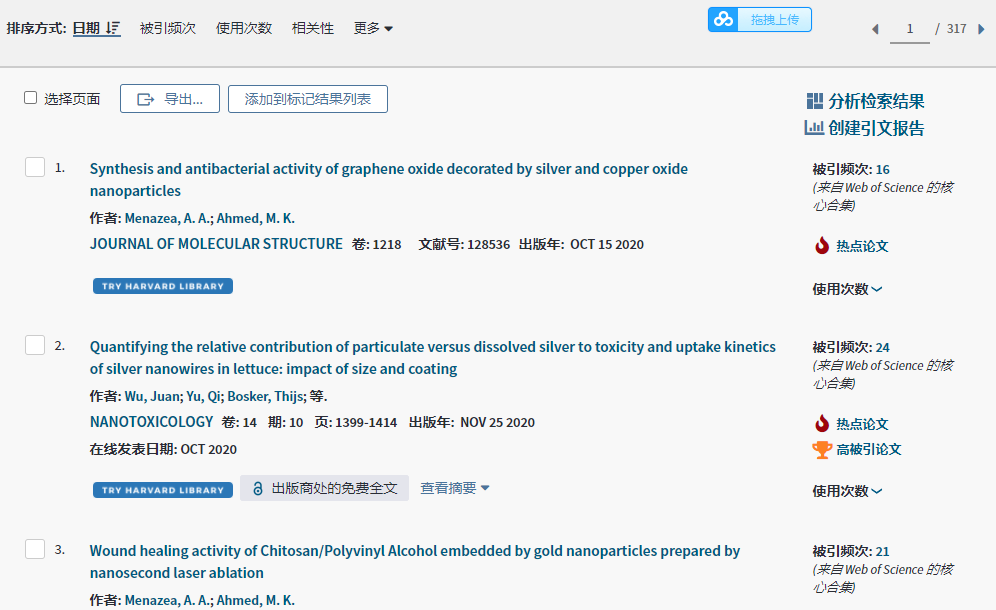 排序方式: 日期 被引频次 使用次数 相关性 更多
拖拽上传
1 / 317
选择页面 导出... 添加到标记结果列表
分析检索结果
创建引文报告
1. Synthesis and antibacterial activity of graphene oxide decorated by silver and copper oxide
nanoparticles
作者: Menazea, A. A.; Ahmed, M. K.
JOURNAL OF MOLECULAR STRUCTURE 卷: 1218 文献号: 128536 出版年: OCT 15 2020
TRY HARVARD LIBRARY
被引频次: 16
(来自 Web of Science 的核
心合集)
热点论文
使用次数
2. Quantifying the relative contribution of particulate versus dissolved silver to toxicity and uptake kinetics
of silver nanowires in lettuce: impact of size and coating
作者: Wu, Juan; Yu, Qi; Bosker, Thijs; 等.
NANOTOXICOLOGY 卷: 14 期: 10 页: 1399-1414 出版年: NOV 25 2020
在线发表日期: OCT 2020
TRY HARVARD LIBRARY 出版商处的免费全文 查看摘要
被引频次: 24
(来自 Web of Science 的核
心合集)
热点论文
高被引论文
使用次数
3. Wound healing activity of Chitosan/Polyvinyl Alcohol embedded by gold nanoparticles prepared by
nanosecond laser ablation
作者: Menazea, A. A.; Ahmed, M. K.
被引频次: 21
(来自 Web of Science 的核
心合集)